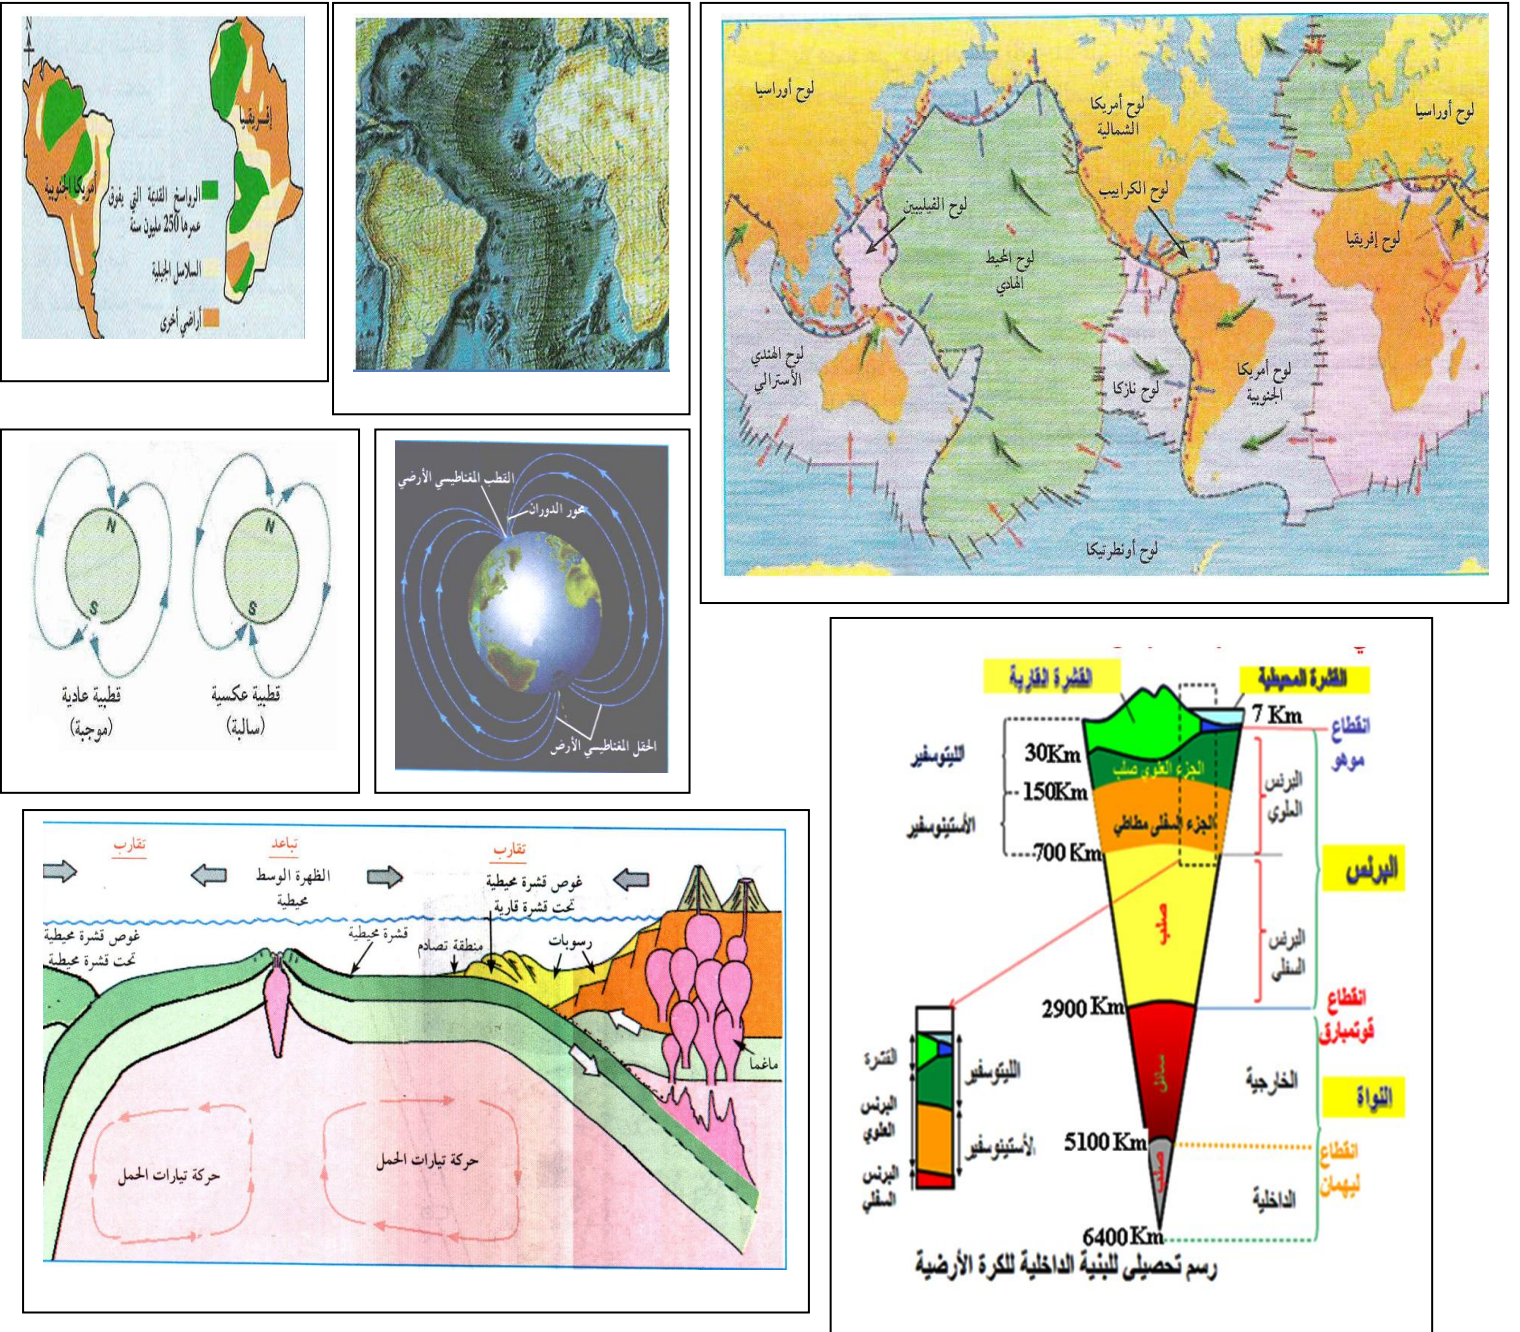 N
إفريقيا
أمريكا الجنوبية
الرواسخ القديمة التي يفوق
عمرها 250 مليون سنة
السلاسل الجبلية
أراضي أخرى
لوح أوراسيا
لوح أمريكا
الشمالية
لوح أوراسيا
لوح الكراييب
لوح الفيليبين
لوح إفريقيا
لوح المحيط
الهادي
لوح الهندي
الأسترالي
لوح نازكا
لوح أمريكا
الجنوبية
لوح أونطرتيكا
N
S
قطبية عادية
(موجبة)
N
S
قطبية عكسية
(سالبة)
القطب المغناطيسي الأرضي
محور الدوران
الحقل المغناطيسي الأرض
تقارب
تباعد
تقارب
الظهرة الوسط
محيطية
غوص قشرة محيطية
تحت قشرة قارية
غوص قشرة محيطية
تحت قشرة محيطية
قشرة محيطية
منطقة تصادم
رسوبات
ماغما
حركة تيارات الحمل
حركة تيارات الحمل
القشرة القارية
القشرة المحيطية
7 Km
انقطاع
موهو
الليتوسفير
30Km
الجزء العلوي صلب
البرنس
العلوي
150Km
الأستينوسفير
الجزء السفلي مطاطي
700 Km
البرنس
صلب
البرنس
السفلي
2900 Km
انقطاع
قوتمبارق
سائل
الخارجية
النواة
القشرة
الليتوسفير
البرنس
العلوي
الأستينوسفير
البرنس
السفلي
5100 Km
انقطاع
ليهمان
صلب
الداخلية
6400Km
رسم تحصيلي للبنية الداخلية للكرة الأرضية